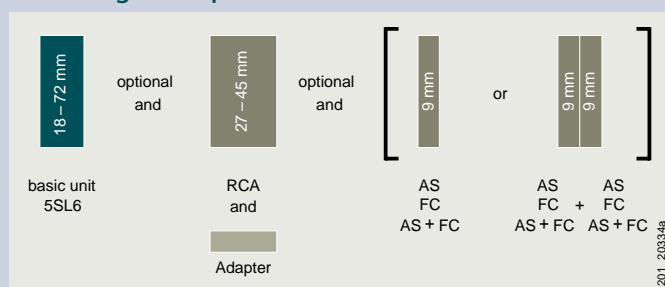 18 – 72 mm
optional
and
27 – 45 mm
optional
and
9 mm
or
9 mm
9 mm
basic unit
5SL6
RCA
and
Adapter
AS
FC
AS + FC
AS
FC
AS + FC
+
AS
FC
AS + FC
201_20334a